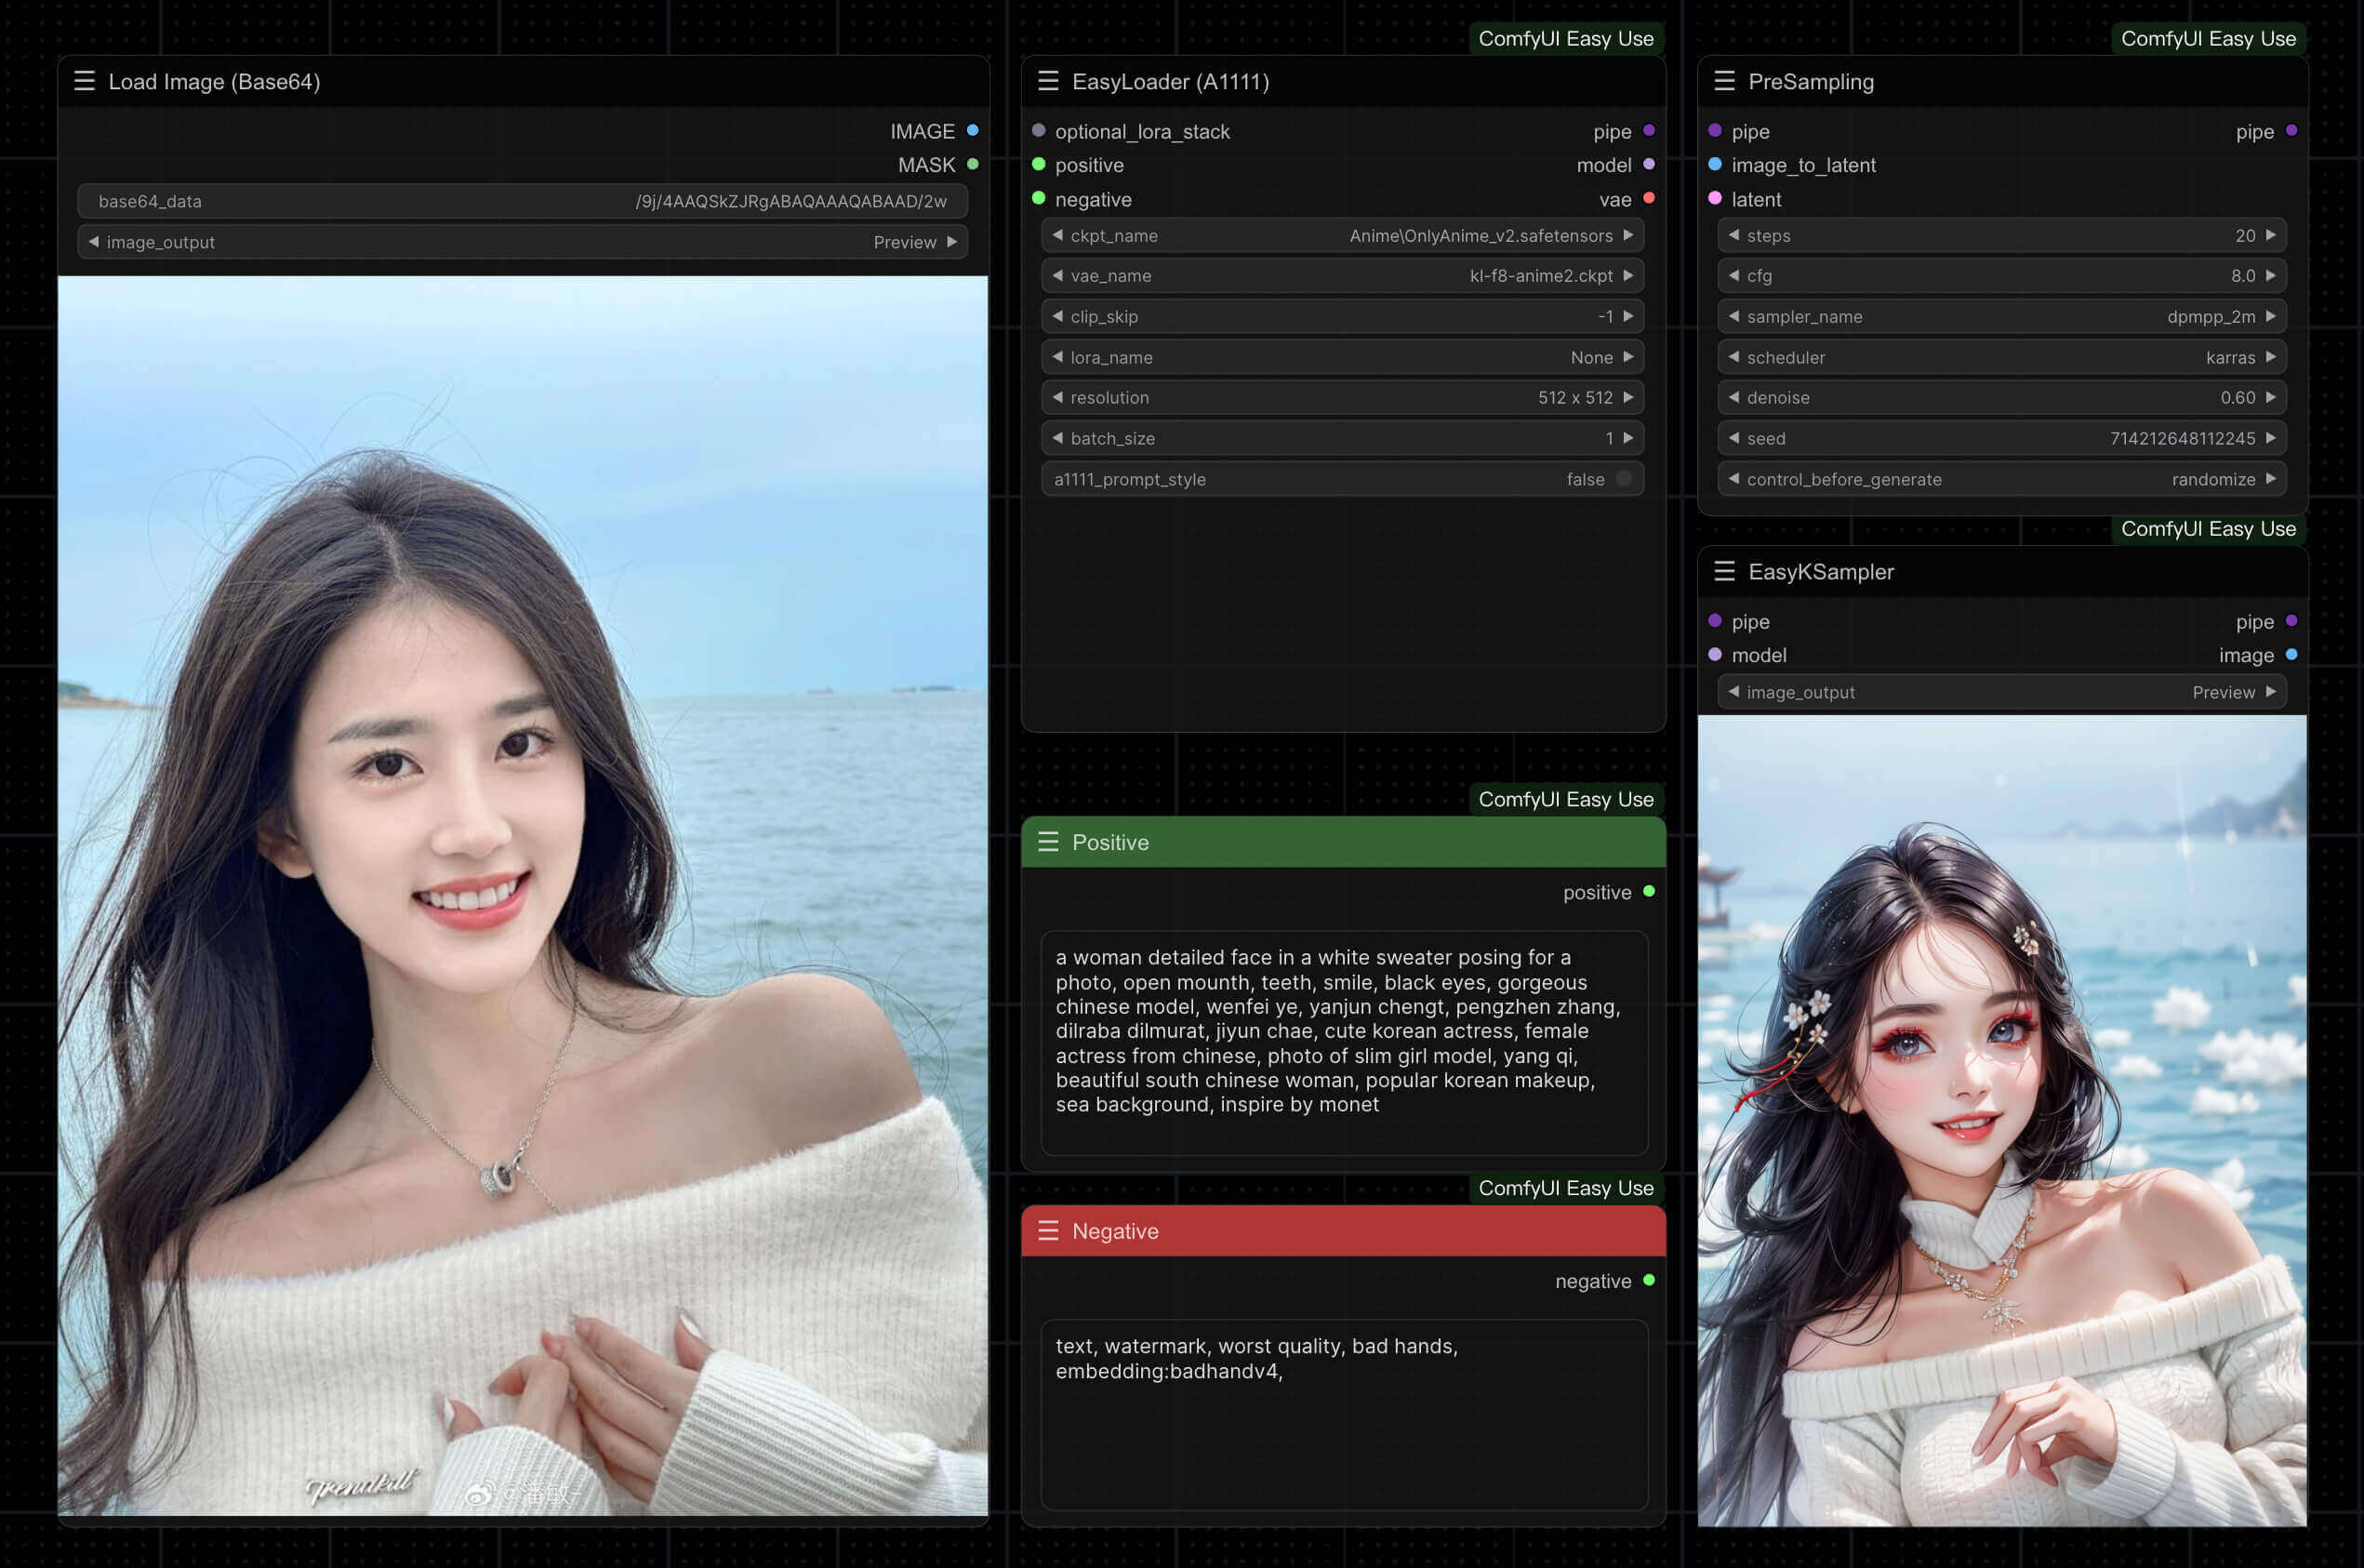 Load Image (Base64)
IMAGE
MASK
base64_data /9j/4AAQSkZJRgABAQAAAQABAAD/2w
image_output Preview
Trendkill
@潘敏-
ComfyUI Easy Use
EasyLoader (A1111)
optional_lora_stack pipe
positive model
negative vae
ckpt_name Anime\OnlyAnime_v2.safetensors
vae_name kl-f8-anime2.ckpt
clip_skip -1
lora_name None
resolution 512 x 512
batch_size 1
a1111_prompt_style false
ComfyUI Easy Use
Positive
positive
a woman detailed face in a white sweater posing for a
photo, open mounth, teeth, smile, black eyes, gorgeous
chinese model, wenfei ye, yanjun chengt, pengzhen zhang,
dilraba dilmurat, jiyun chae, cute korean actress, female
actress from chinese, photo of slim girl model, yang qi,
beautiful south chinese woman, popular korean makeup,
sea background, inspire by monet
ComfyUI Easy Use
Negative
negative
text, watermark, worst quality, bad hands,
embedding:badhandv4,
ComfyUI Easy Use
PreSampling
pipe pipe
image_to_latent
latent
steps 20
cfg 8.0
sampler_name dpmpp_2m
scheduler karras
denoise 0.60
seed 714212648112245
control_before_generate randomize
ComfyUI Easy Use
EasyKSampler
pipe pipe
model image
image_output Preview